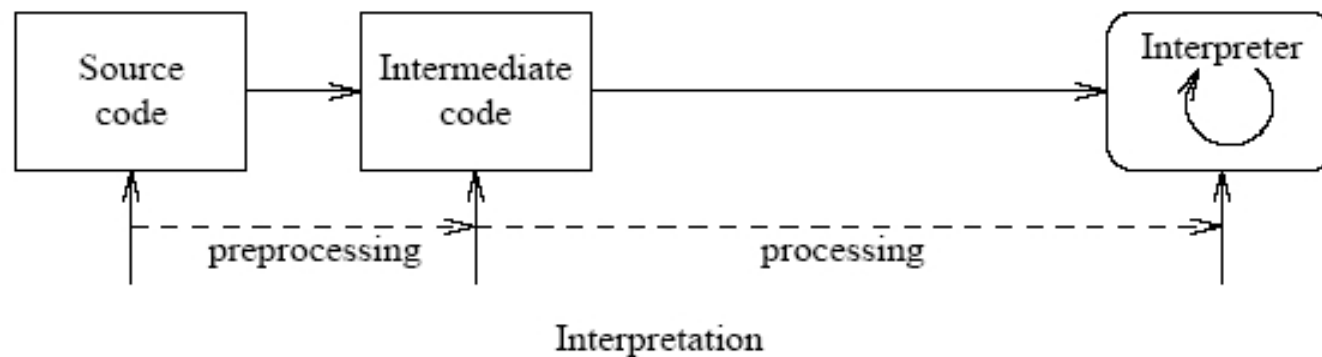 Source
code
Intermediate
code
Interpreter
preprocessing
processing
Interpretation